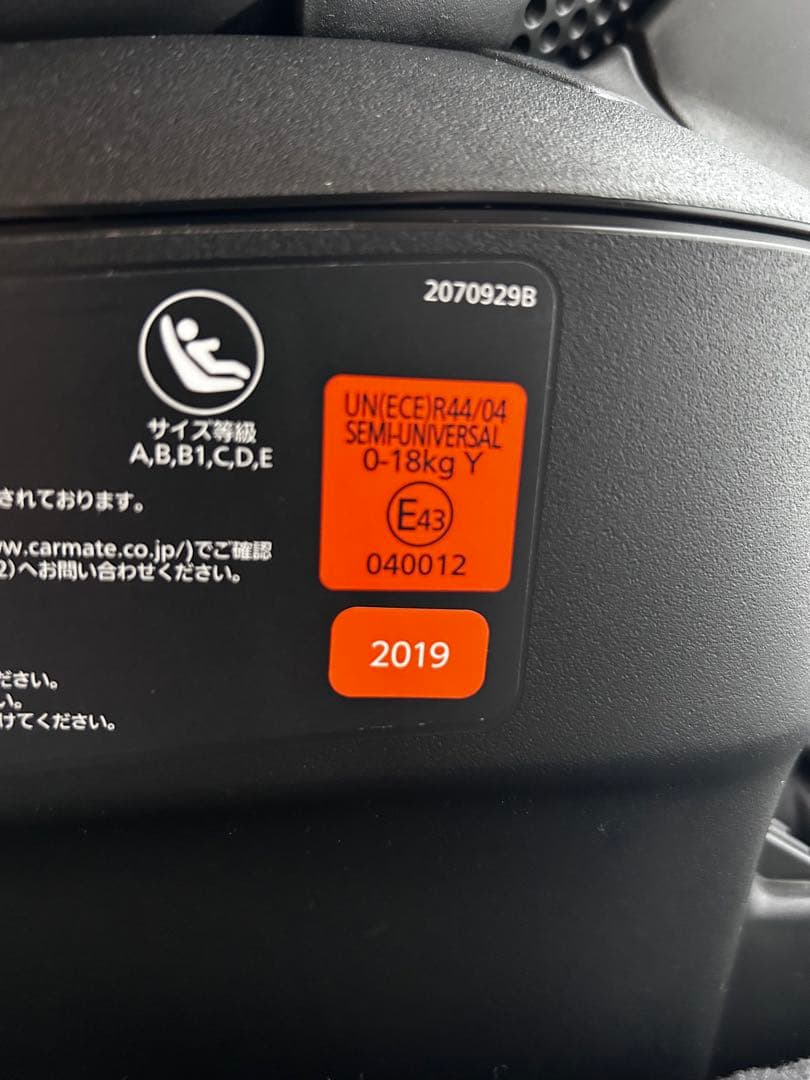 2070929B
サイズ等級
A,B,B1,C,D,E
UN(ECE)R44/04
SEMI-UNIVERSAL
0-18kg Y
E43
040012
されております。
w.carmate.co.jp/)でご確認
2)へお問い合わせください。
2019
ださい。
い。
けてください。